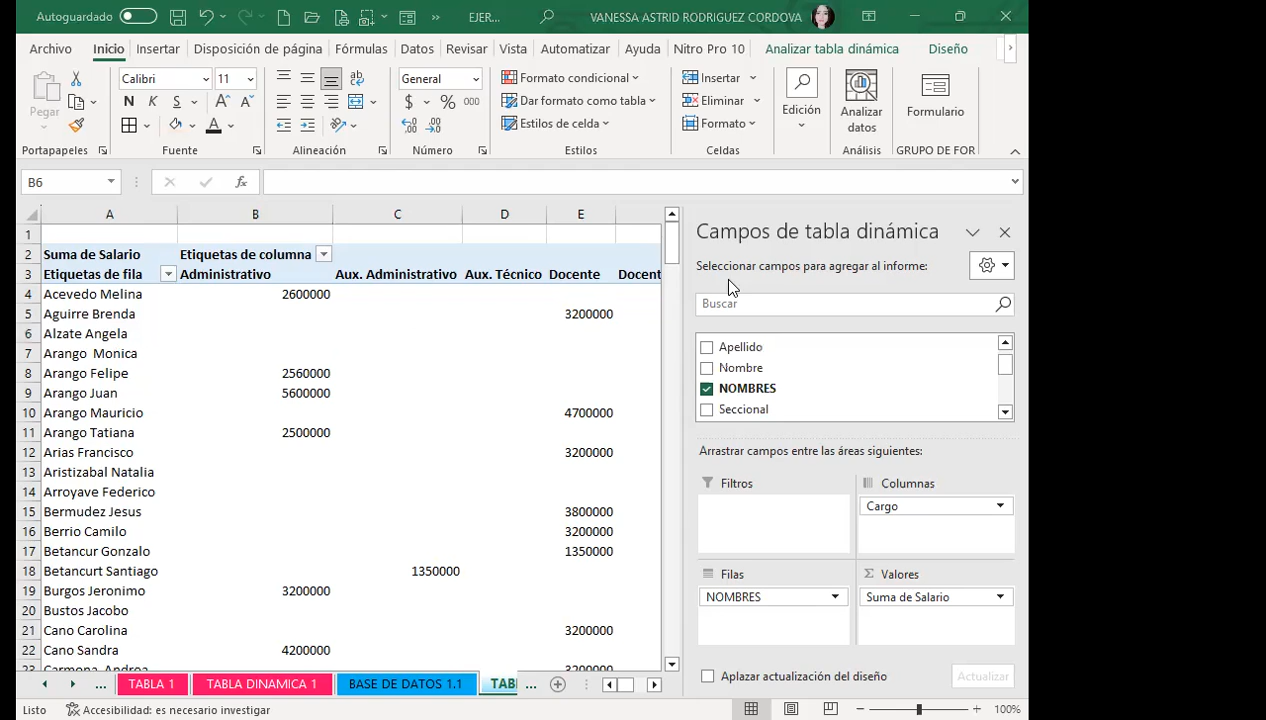 Autoguardado EJER... VANESSA ASTRID RODRIGUEZ CORDOVA
Archivo Inicio Insertar Disposición de página Fórmulas Datos Revisar Vista Automatizar Ayuda Nitro Pro 10 Analizar tabla dinámica Diseño
Pegar
Portapapeles
Calibri 11
N K S
Fuente
Alineación
General
$ % 000
Número
Formato condicional
Dar formato como tabla
Estilos de celda
Estilos
Insertar
Eliminar
Formato
Celdas
Edición
Analizar
datos
Análisis
Formulario
GRUPO DE FOR
B6 fx
A B C D E
1
2 Suma de Salario Etiquetas de columna
3 Etiquetas de fila Administrativo Aux. Administrativo Aux. Técnico Docente Docent
4 Acevedo Melina 2600000
5 Aguirre Brenda 3200000
6 Alzate Angela
7 Arango Monica
8 Arango Felipe 2560000
9 Arango Juan 5600000
10 Arango Mauricio 4700000
11 Arango Tatiana 2500000
12 Arias Francisco 3200000
13 Aristizabal Natalia
14 Arroyave Federico
15 Bermudez Jesus 3800000
16 Berrio Camilo 3200000
17 Betancur Gonzalo 1350000
18 Betancurt Santiago 1350000
19 Burgos Jeronimo 3200000
20 Bustos Jacobo
21 Cano Carolina 3200000
22 Cano Sandra 4200000
23 Carmona Andrea 3200000
... TABLA 1 TABLA DINAMICA 1 BASE DE DATOS 1.1 TAB ...
Campos de tabla dinámica
Seleccionar campos para agregar al informe:
Buscar
Apellido
Nombre
NOMBRES
Seccional
Arrastrar campos entre las áreas siguientes:
Filtros Columnas
Cargo
Filas Σ Valores
NOMBRES Suma de Salario
Aplazar actualización del diseño Actualizar
Listo Accesibilidad: es necesario investigar 100%